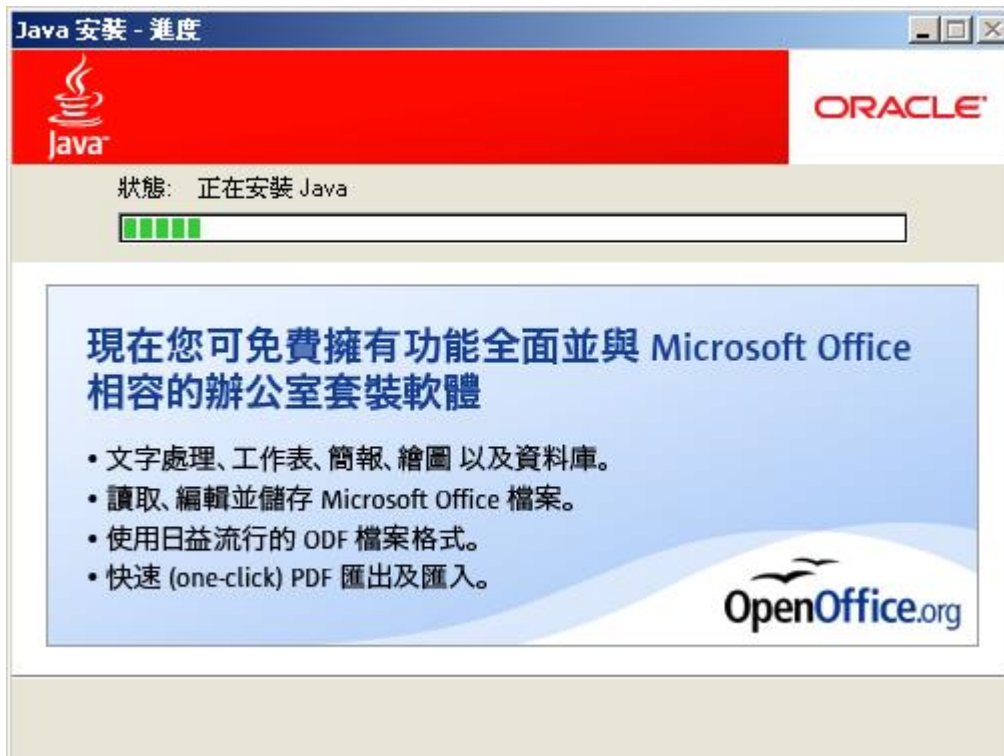 Java 安裝 - 進度
Java
ORACLE
狀態: 正在安裝 Java
現在您可免費擁有功能全面並與 Microsoft Office
相容的辦公室套裝軟體
• 文字處理、工作表、簡報、繪圖 以及資料庫。
• 讀取、編輯並儲存 Microsoft Office 檔案。
• 使用日益流行的 ODF 檔案格式。
• 快速 (one-click) PDF 匯出及匯入。
OpenOffice.org